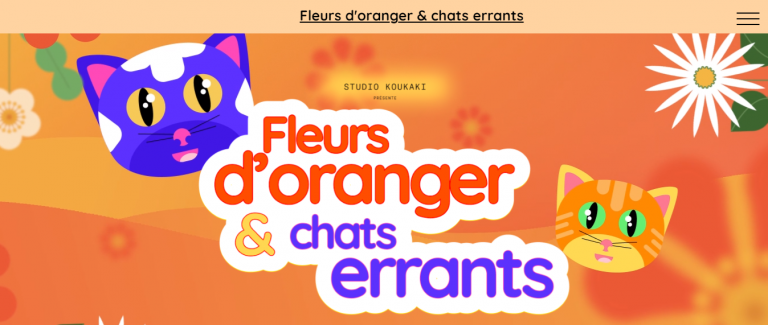 Fleurs d'oranger & chats errants
STUDIO KOUKAKI
PRÉSENTE
Fleurs
d'oranger
& chats
errants